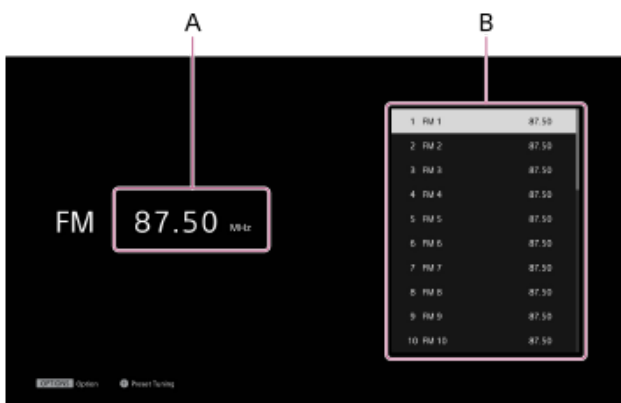 A
B
FM 87.50 MHz
1 FM 1 87.50
2 FM 2 87.50
3 FM 3 87.50
4 FM 4 87.50
5 FM 5 87.50
6 FM 6 87.50
7 FM 7 87.50
8 FM 8 87.50
9 FM 9 87.50
10 FM 10 87.50
OPTIONS Option Preset Tuning